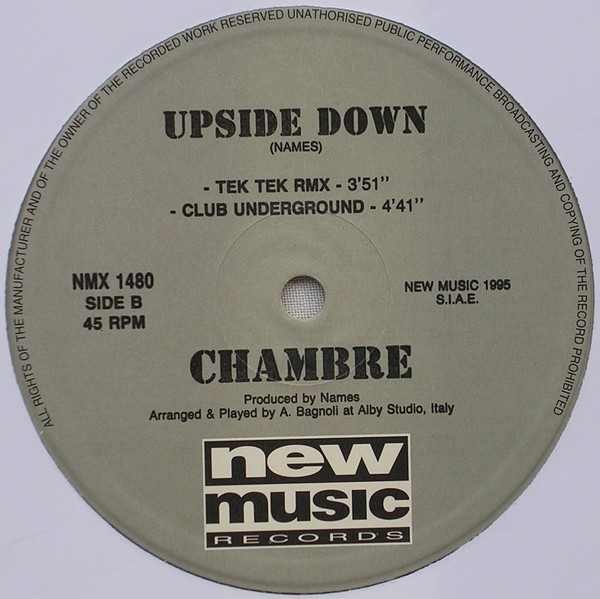 ALL RIGHTS OF THE MANUFACTURER AND OF THE OWNER OF THE RECORDED WORK RESERVED UNATHORISED PUBLIC PERFORMANCE BROADCASTING AND COPYING OF THE RECORD PROHIBITED
UPSIDE DOWN
(NAMES)
- TEK TEK RMX - 3'51"
- CLUB UNDERGROUND - 4'41"
NMX 1480
SIDE B
45 RPM
NEW MUSIC 1995
S.I.A.E.
CHAMBRE
Produced by Names
Arranged & Played by A. Bagnoli at Alby Studio, Italy
new
music
RECORDS